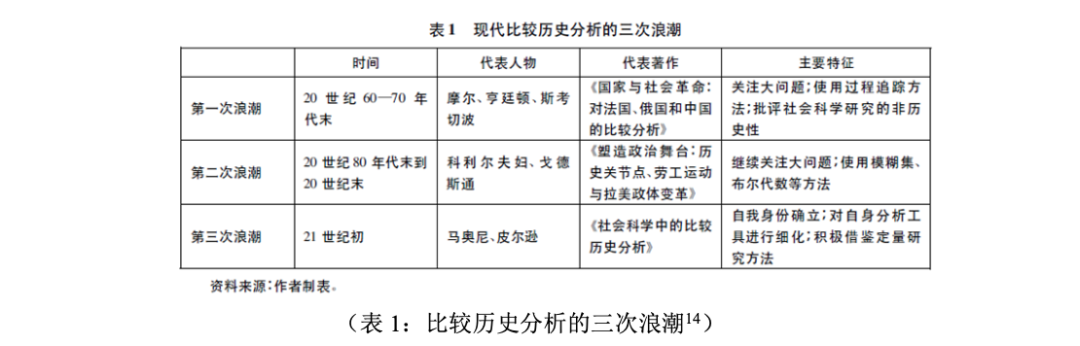 表1 现代比较历史分析的三次浪潮
时间 代表人物 代表著作 主要特征
第一次浪潮
20 世纪 60—70 年
代末
摩尔、亨廷顿、斯考
切波
《国家与社会革命:
对法国、俄国和中国
的比较分析》
关注大问题;使用过程追踪方
法;批评社会科学研究的非历
史性
第二次浪潮
20 世纪 80 年代末到
20 世纪末
科利尔夫妇、戈德
斯通
《塑造政治舞台:历
史关节点、劳工运动
与拉美政体变革》
继续关注大问题;使用模糊集、
布尔代数等方法
第三次浪潮
21 世纪初
马奥尼、皮尔逊
《社会科学中的比较
历史分析》
自我身份确立;对自身分析工
具进行细化;积极借鉴定量研
究方法
资料来源:作者制表。
(表 1:比较历史分析的三次浪潮14)